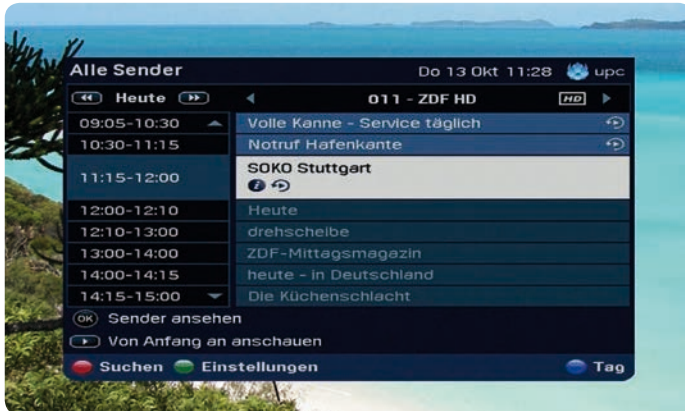 Alle Sender Do 13 Okt 11:28 upc
Heute 011 - ZDF HD HD
09:05-10:30 Volle Kanne - Service täglich
10:30-11:15 Notruf Hafenkante
11:15-12:00 SOKO Stuttgart
12:00-12:10 Heute
12:10-13:00 drehscheibe
13:00-14:00 ZDF-Mittagsmagazin
14:00-14:15 heute - in Deutschland
14:15-15:00 Die Küchenschlacht
OK Sender ansehen
Von Anfang an anschauen
Suchen Einstellungen Tag